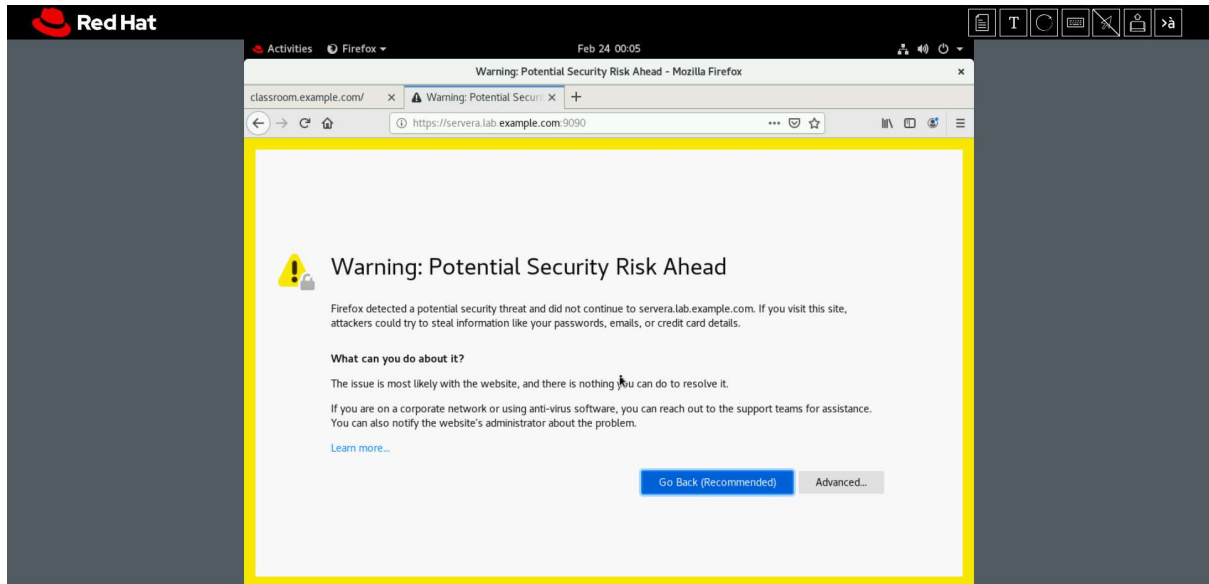 Red Hat
T
>à
Activities Firefox Feb 24 00:05
Warning: Potential Security Risk Ahead - Mozilla Firefox ×
classroom.example.com/ × Warning: Potential Securi × +
https://servera.lab.example.com:9090
Warning: Potential Security Risk Ahead
Firefox detected a potential security threat and did not continue to servera.lab.example.com. If you visit this site,
attackers could try to steal information like your passwords, emails, or credit card details.
What can you do about it?
The issue is most likely with the website, and there is nothing you can do to resolve it.
If you are on a corporate network or using anti-virus software, you can reach out to the support teams for assistance.
You can also notify the website's administrator about the problem.
Learn more...
Go Back (Recommended) Advanced...